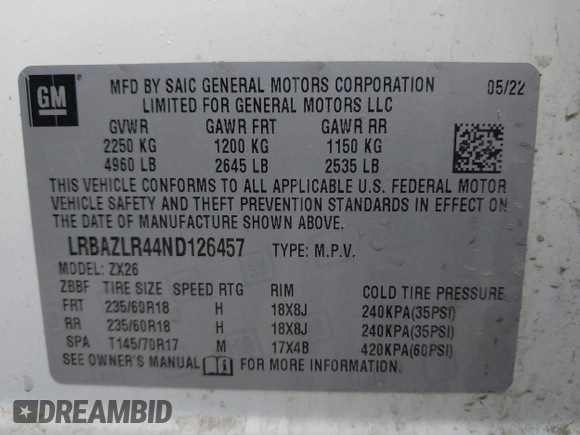 GM
MFD BY SAIC GENERAL MOTORS CORPORATION 05/22
LIMITED FOR GENERAL MOTORS LLC
GVWR GAWR FRT GAWR RR
2250 KG 1200 KG 1150 KG
4960 LB 2645 LB 2535 LB
THIS VEHICLE CONFORMS TO ALL APPLICABLE U.S. FEDERAL MOTOR
VEHICLE SAFETY AND THEFT PREVENTION STANDARDS IN EFFECT ON
THE DATE OF MANUFACTURE SHOWN ABOVE.
LRBAZLR44ND126457 TYPE: M.P.V.
MODEL: ZX26
ZBBF TIRE SIZE SPEED RTG RIM COLD TIRE PRESSURE
FRT 235/60R18 H 18X8J 240KPA(35PSI)
RR 235/60R18 H 18X8J 240KPA(35PSI)
SPA T145/70R17 M 17X4B 420KPA(60PSI)
SEE OWNER'S MANUAL i FOR MORE INFORMATION.
DREAMBID